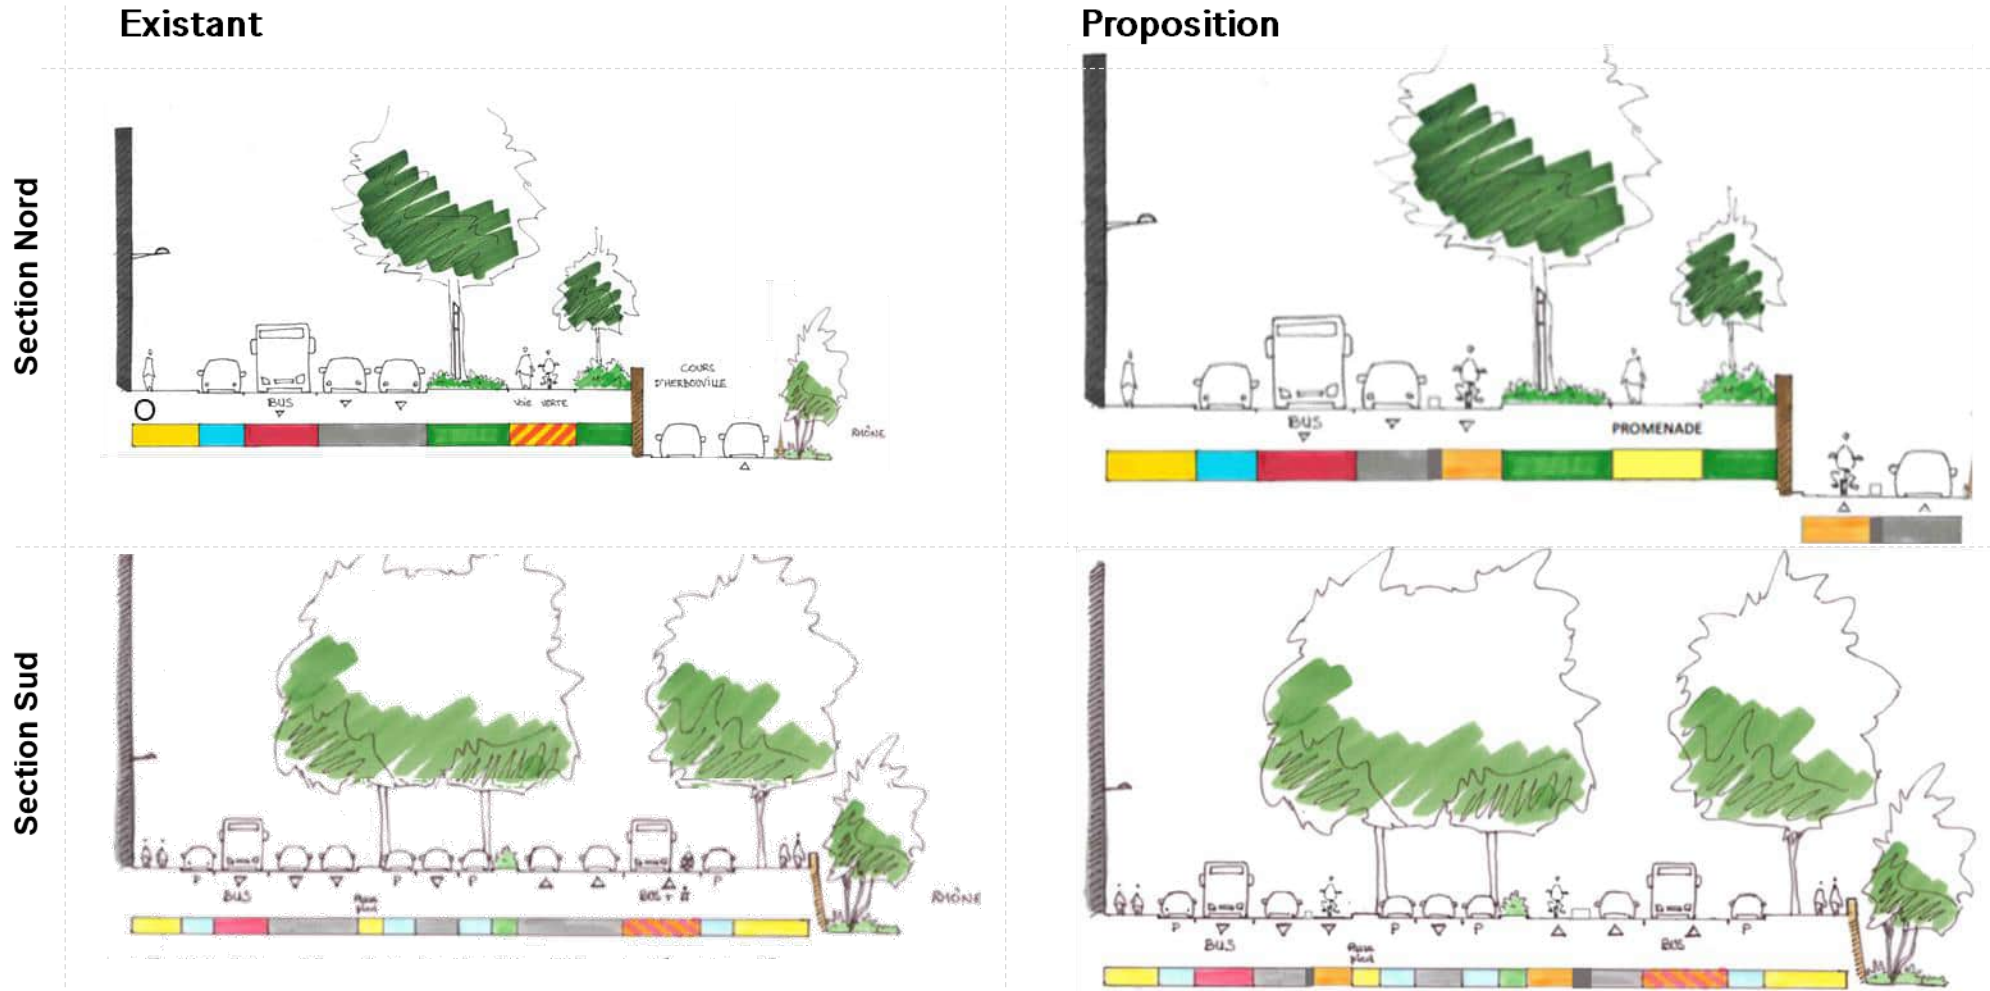 Existant
Proposition
Section Nord
COURS
D'HERBOUVILLE
BUS
VOIE VERTE
RHÔNE
BUS
PROMENADE
Section Sud
P
P
P
P
BUS
BUS +
RHÔNE
P
P
P
P
BUS
BUS